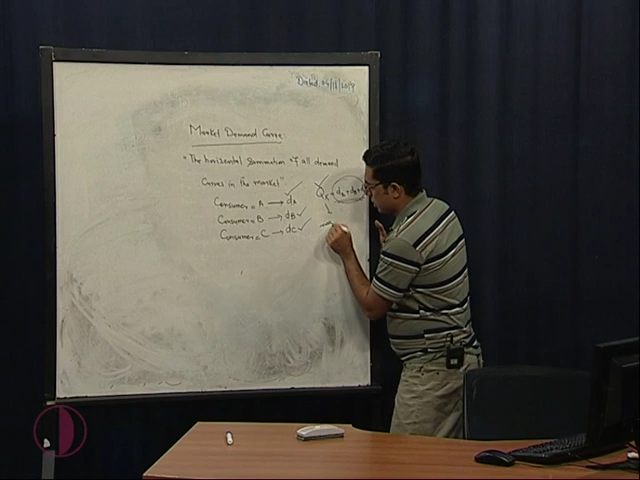 Market Demand Curve:
"The horizontal summation of all demand
Curves in the market"
Consumer = A → dA ✓
Consumer = B → dB ✓
Consumer = C → dC ✓